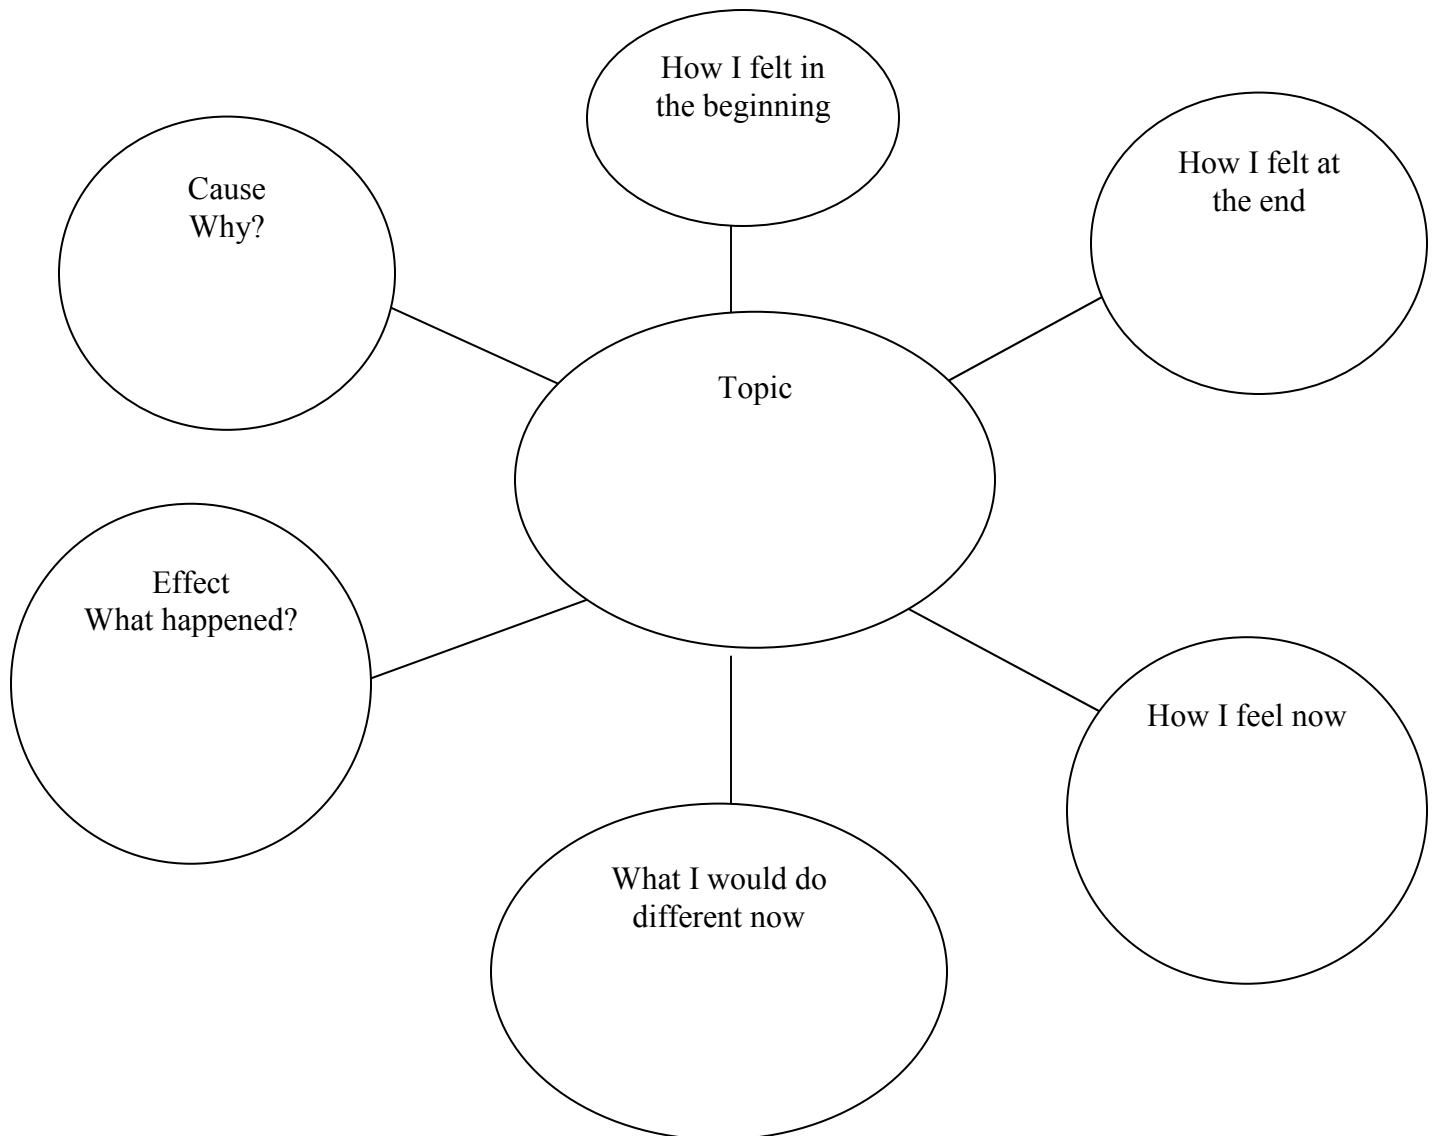 How I felt in
the beginning
How I felt at
the end
Cause
Why?
Topic
Effect
What happened?
How I feel now
What I would do
different now